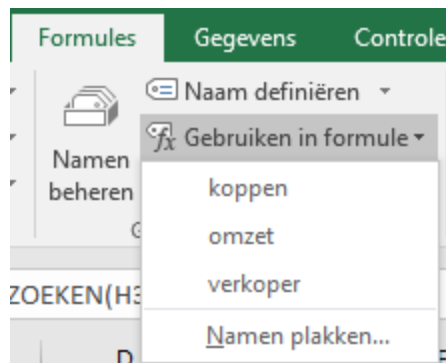 Formules Gegevens Controle
Naam definiëren
Gebruiken in formule
Namen
beheren
koppen
omzet
verkoper
ZOEKEN(H3
Namen plakken...
D